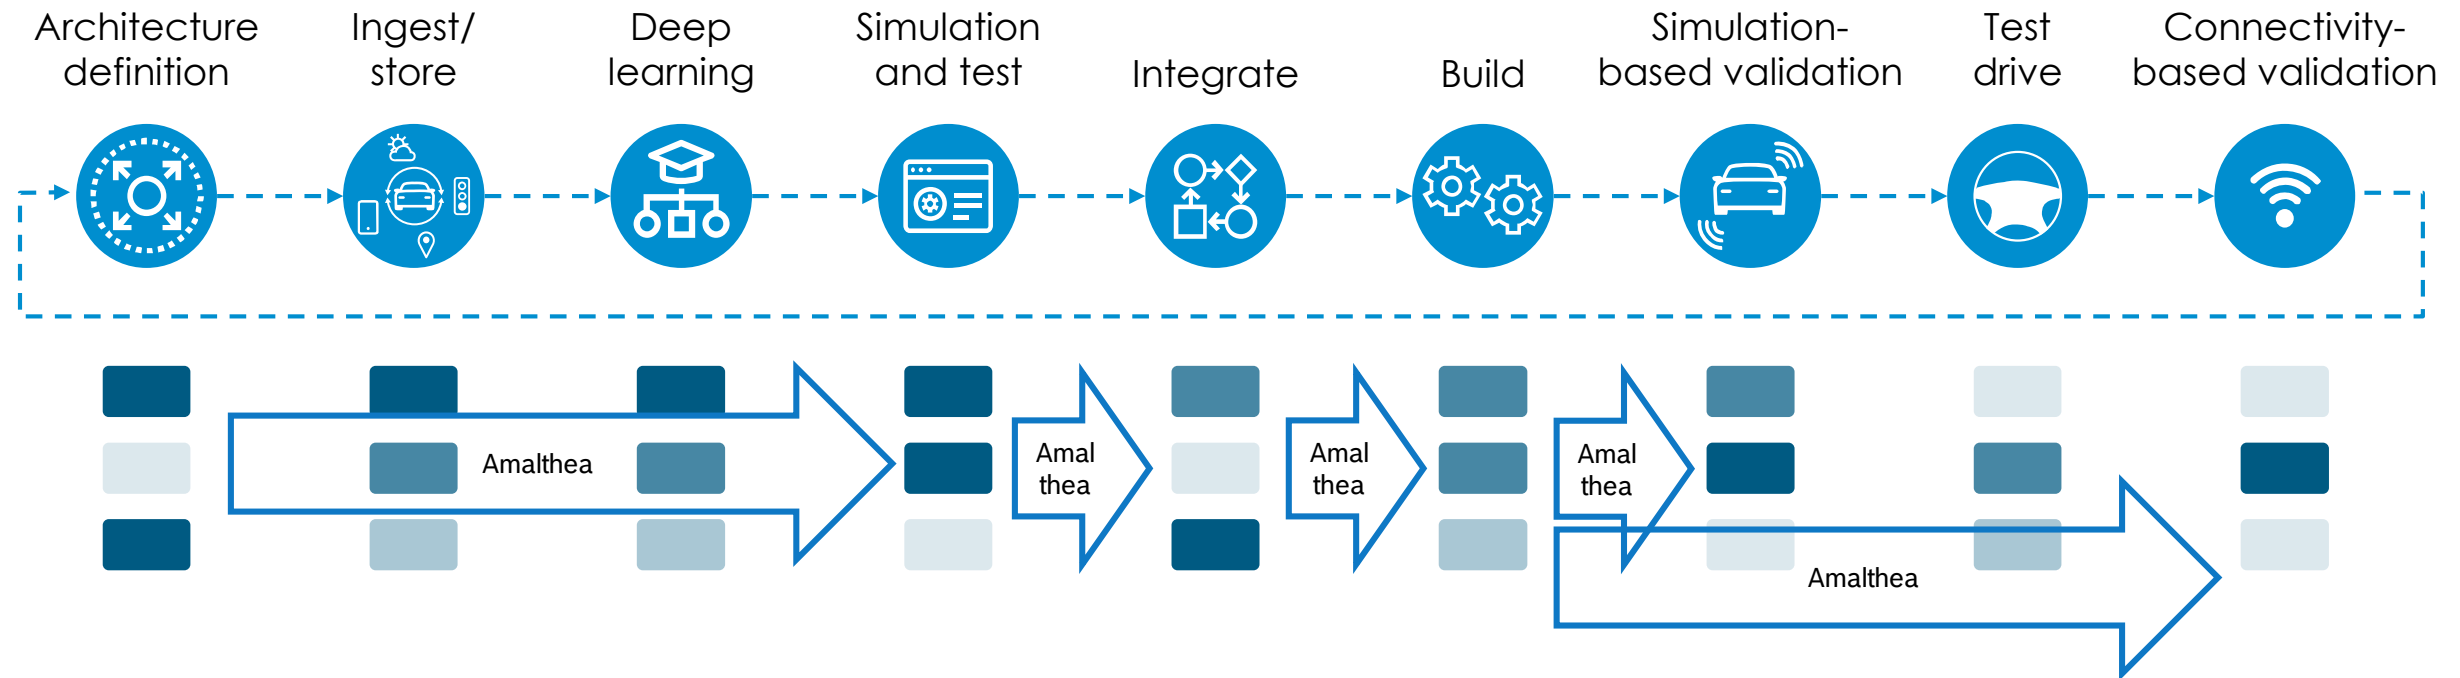 Architecture
definition
Ingest/
store
Deep
learning
Simulation
and test
Integrate
Build
Simulation-
based validation
Test
drive
Connectivity-
based validation
Amalthea
Amal
thea
Amal
thea
Amal
thea
Amalthea